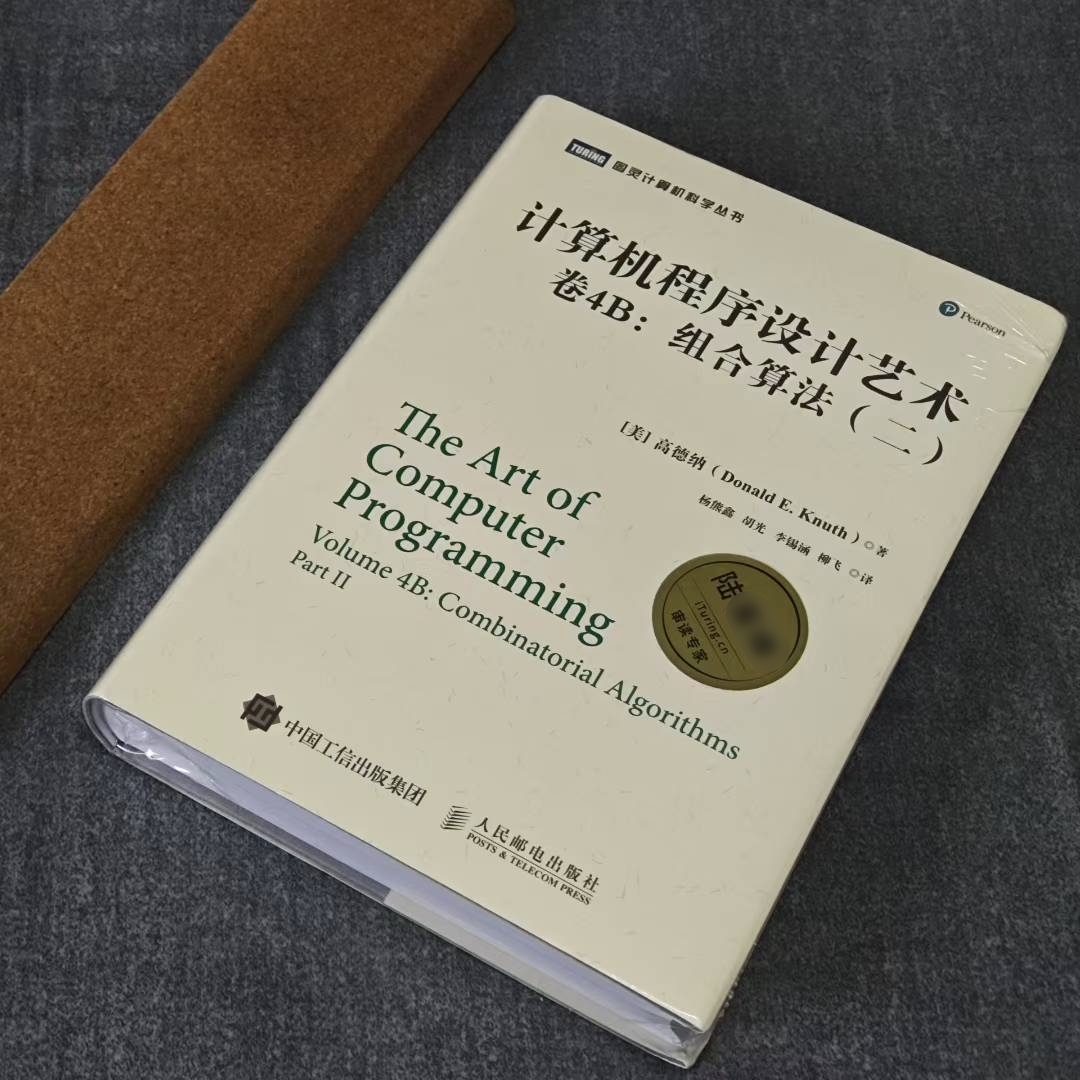 TURING 图灵计算机科学丛书
Pearson
计算机程序设计艺术
卷4B：组合算法（二）
[美] 高德纳（Donald E. Knuth）◎著
杨熊鑫 胡光 李锡涵 柳飞 ◎译
The Art of
Computer
Programming
Volume 4B: Combinatorial Algorithms
Part II
陆
iTuring.cn
审读专家
中国工信出版集团
人民邮电出版社
POSTS & TELECOM PRESS